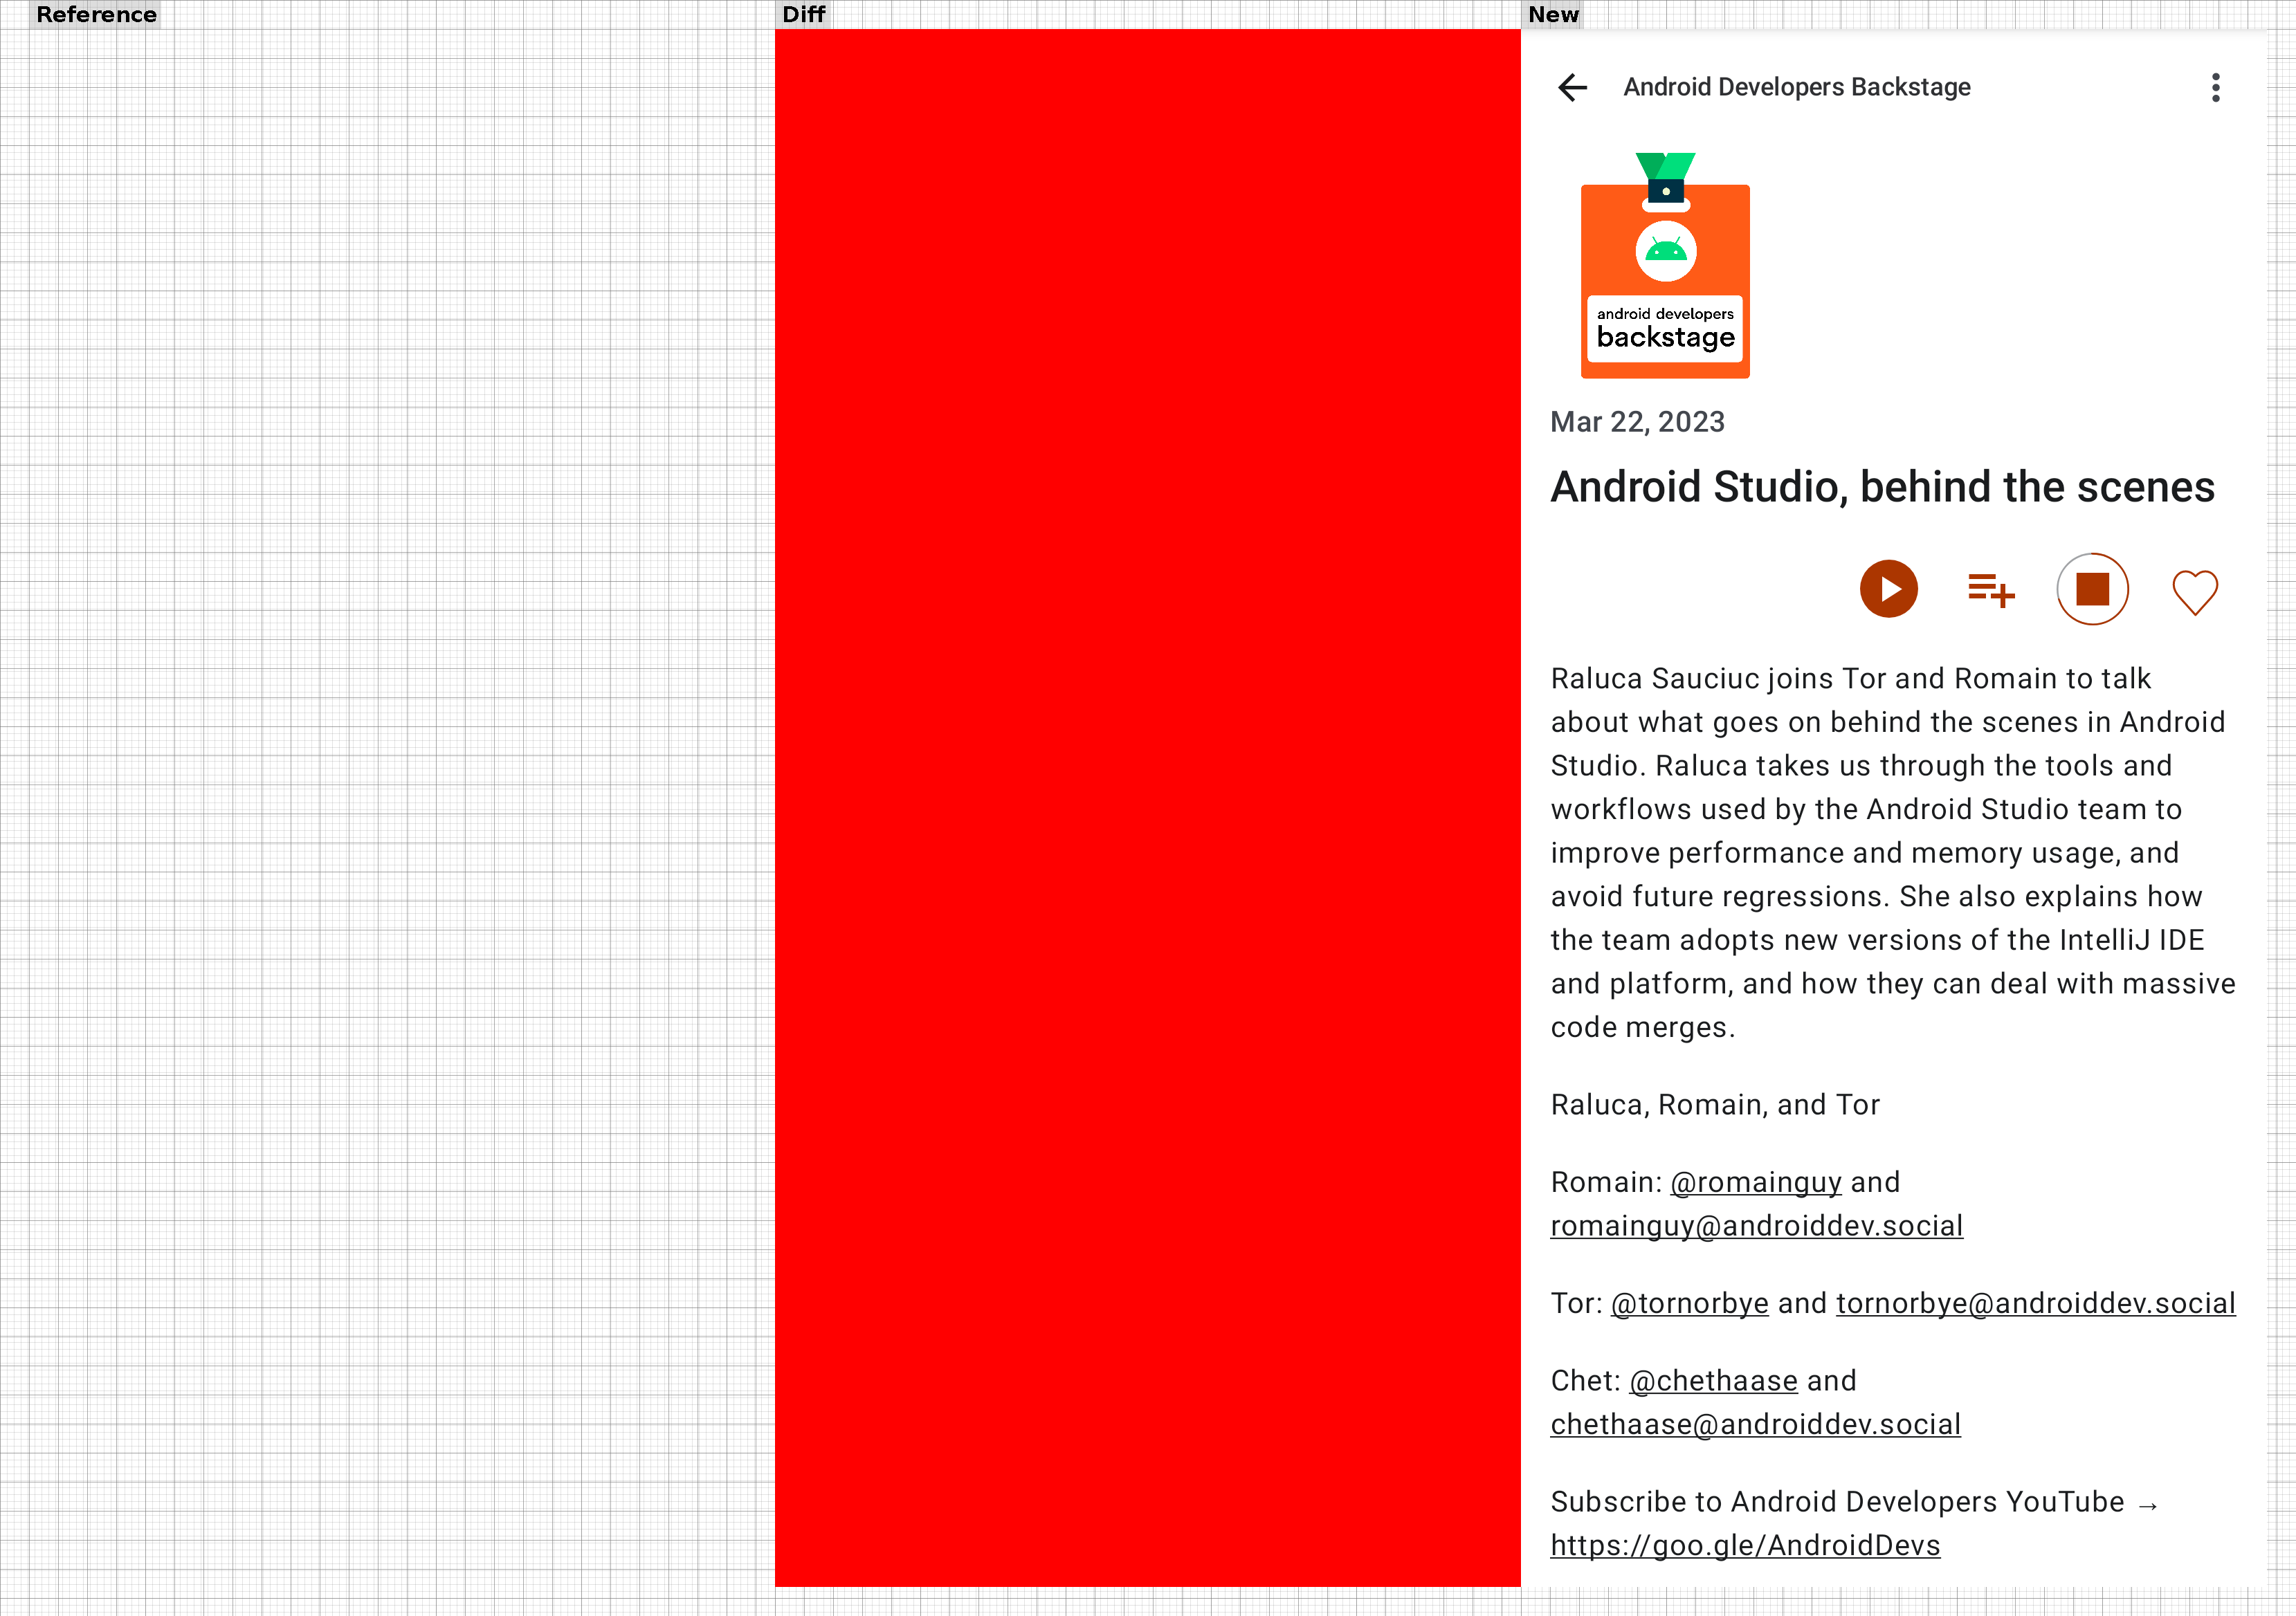 Reference
Diff
New
Android Developers Backstage
android developers
backstage
Mar 22, 2023
Android Studio, behind the scenes
Raluca Sauciuc joins Tor and Romain to talk
about what goes on behind the scenes in Android
Studio. Raluca takes us through the tools and
workflows used by the Android Studio team to
improve performance and memory usage, and
avoid future regressions. She also explains how
the team adopts new versions of the IntelliJ IDE
and platform, and how they can deal with massive
code merges.
Raluca, Romain, and Tor
Romain: @romainguy and
romainguy@androiddev.social
Tor: @tornorbye and tornorbye@androiddev.social
Chet: @chethaase and
chethaase@androiddev.social
Subscribe to Android Developers YouTube →
https://goo.gle/AndroidDevs